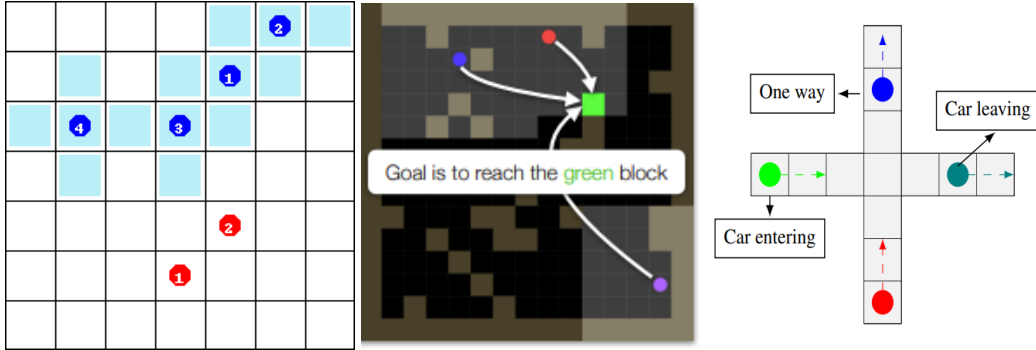 2
1
4
3
2
1
Goal is to reach the green block
One way
Car leaving
Car entering